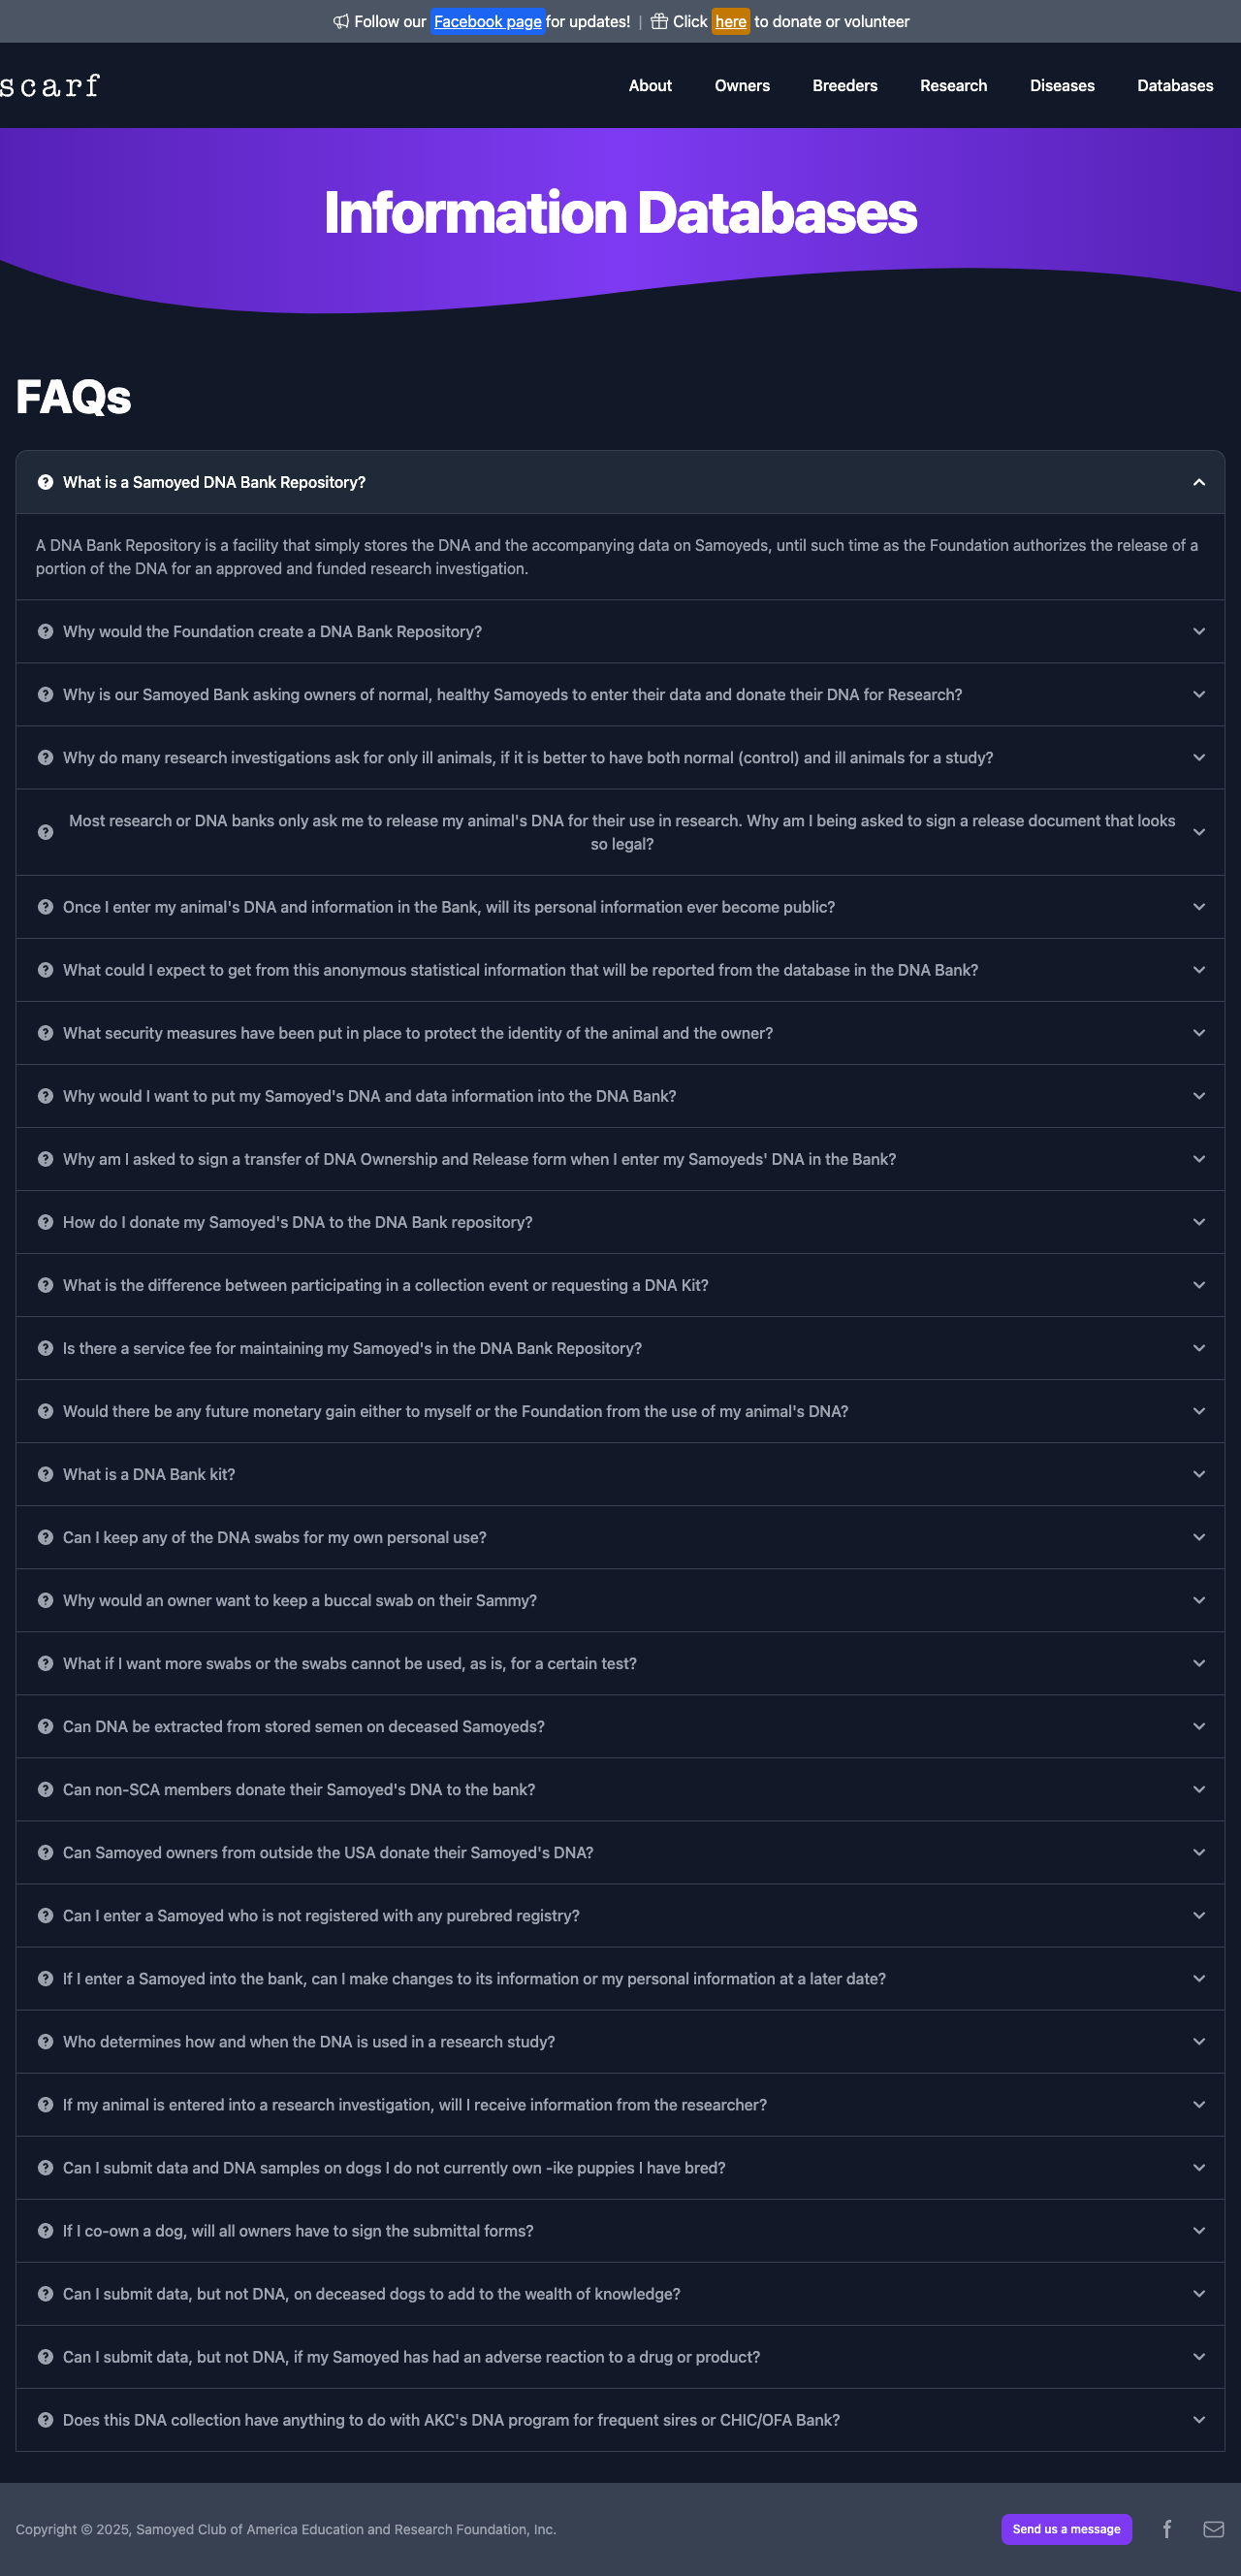 Follow our Facebook page for updates! | Click here to donate or volunteer
scarf
About Owners Breeders Research Diseases Databases
Information Databases
FAQs
What is a Samoyed DNA Bank Repository?
A DNA Bank Repository is a facility that simply stores the DNA and the accompanying data on Samoyeds, until such time as the Foundation authorizes the release of a
portion of the DNA for an approved and funded research investigation.
Why would the Foundation create a DNA Bank Repository?
Why is our Samoyed Bank asking owners of normal, healthy Samoyeds to enter their data and donate their DNA for Research?
Why do many research investigations ask for only ill animals, if it is better to have both normal (control) and ill animals for a study?
Most research or DNA banks only ask me to release my animal's DNA for their use in research. Why am I being asked to sign a release document that looks
so legal?
Once I enter my animal's DNA and information in the Bank, will its personal information ever become public?
What could I expect to get from this anonymous statistical information that will be reported from the database in the DNA Bank?
What security measures have been put in place to protect the identity of the animal and the owner?
Why would I want to put my Samoyed's DNA and data information into the DNA Bank?
Why am I asked to sign a transfer of DNA Ownership and Release form when I enter my Samoyeds' DNA in the Bank?
How do I donate my Samoyed's DNA to the DNA Bank repository?
What is the difference between participating in a collection event or requesting a DNA Kit?
Is there a service fee for maintaining my Samoyed's in the DNA Bank Repository?
Would there be any future monetary gain either to myself or the Foundation from the use of my animal's DNA?
What is a DNA Bank kit?
Can I keep any of the DNA swabs for my own personal use?
Why would an owner want to keep a buccal swab on their Sammy?
What if I want more swabs or the swabs cannot be used, as is, for a certain test?
Can DNA be extracted from stored semen on deceased Samoyeds?
Can non-SCA members donate their Samoyed's DNA to the bank?
Can Samoyed owners from outside the USA donate their Samoyed's DNA?
Can I enter a Samoyed who is not registered with any purebred registry?
If I enter a Samoyed into the bank, can I make changes to its information or my personal information at a later date?
Who determines how and when the DNA is used in a research study?
If my animal is entered into a research investigation, will I receive information from the researcher?
Can I submit data and DNA samples on dogs I do not currently own -ike puppies I have bred?
If I co-own a dog, will all owners have to sign the submittal forms?
Can I submit data, but not DNA, on deceased dogs to add to the wealth of knowledge?
Can I submit data, but not DNA, if my Samoyed has had an adverse reaction to a drug or product?
Does this DNA collection have anything to do with AKC's DNA program for frequent sires or CHIC/OFA Bank?
Copyright © 2025, Samoyed Club of America Education and Research Foundation, Inc.
Send us a message